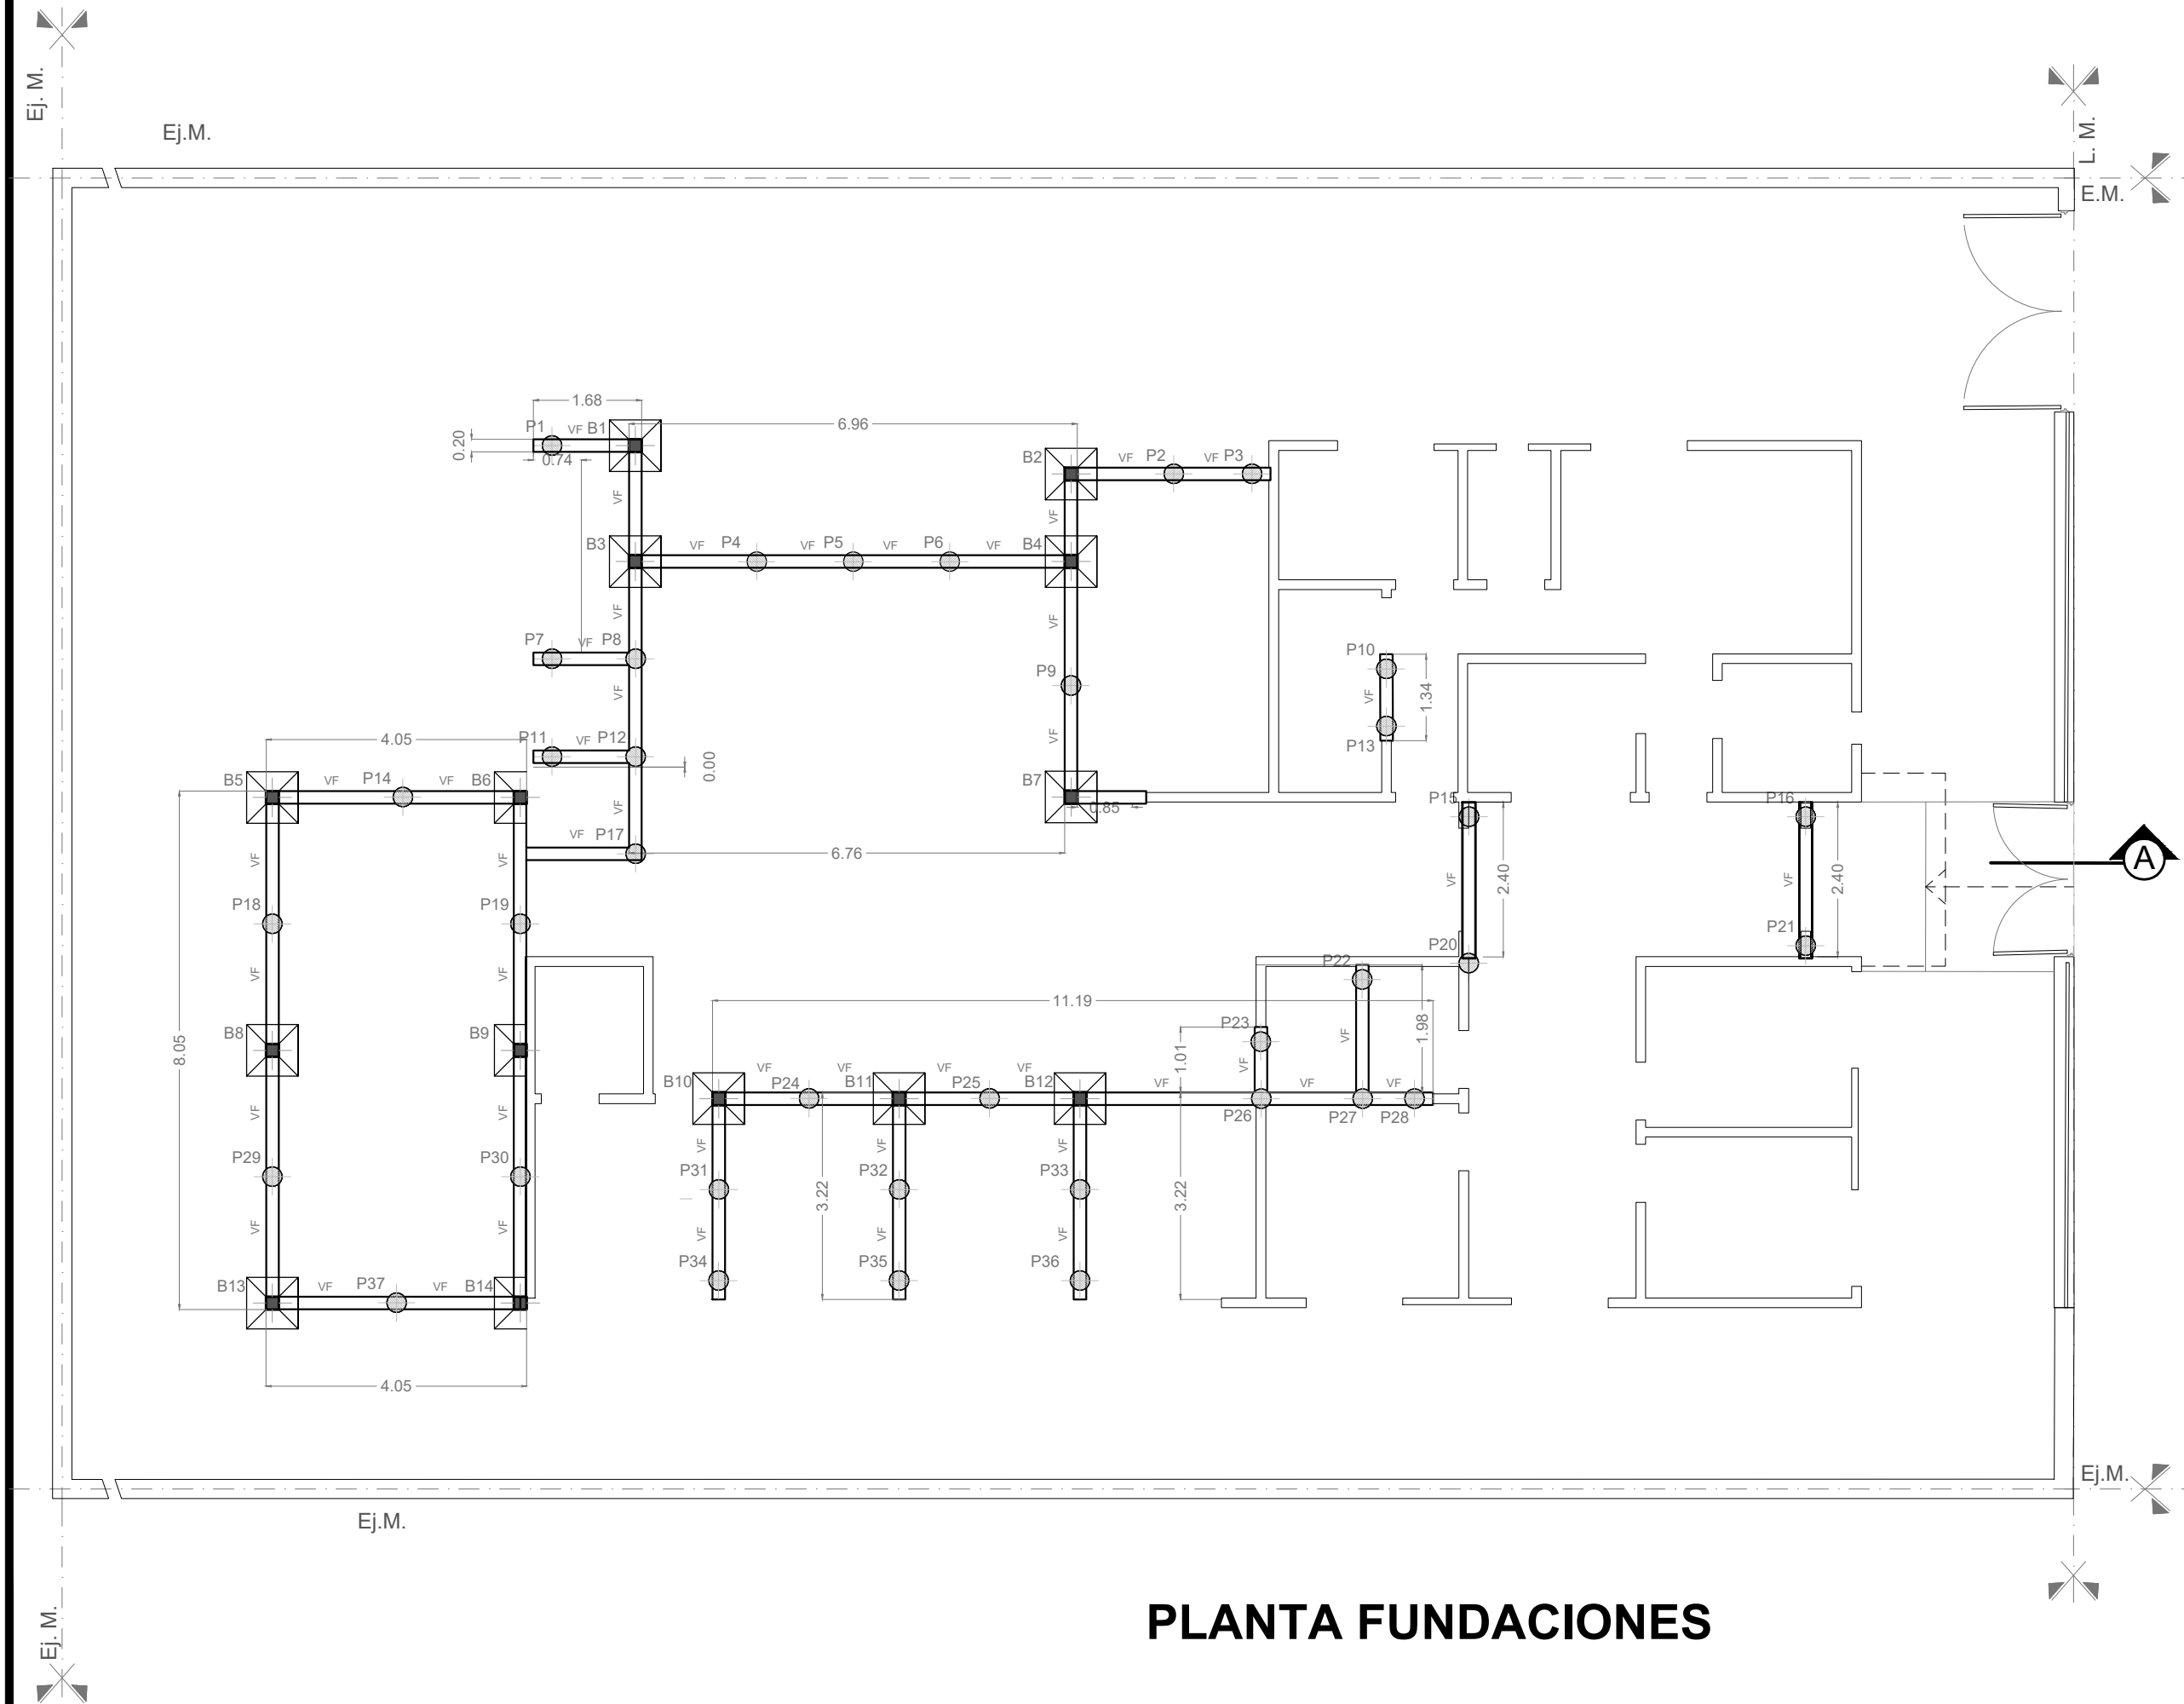 Ej. M.
Ej.M.
L. M.
E.M.
1.68
6.96
P1
VF
B1
0.20
0.74
B2
VF
P2
VF
P3
VF
VF
B3
VF
P4
VF
P5
VF
P6
VF
B4
VF
VF
P7
VF
P8
P10
P9
VF
VF
1.34
4.05
P11
VF
P12
VF
P13
0.00
B5
VF
P14
VF
B6
B7
0.85
P15
P16
VF
VF
P17
6.76
A
VF
VF
VF
2.40
VF
2.40
P18
P19
P21
P20
P22
VF
VF
11.19
8.05
B8
B9
P23
1.01
VF
VF
1.98
B10
VF
P24
VF
B11
VF
P25
VF
B12
VF
VF
VF
P26
P27
P28
VF
VF
VF
VF
VF
P29
P30
P31
P32
P33
3.22
3.22
VF
VF
VF
VF
VF
P34
P35
P36
B13
VF
P37
VF
B14
4.05
Ej.M.
Ej.M.
Ej. M.
PLANTA FUNDACIONES